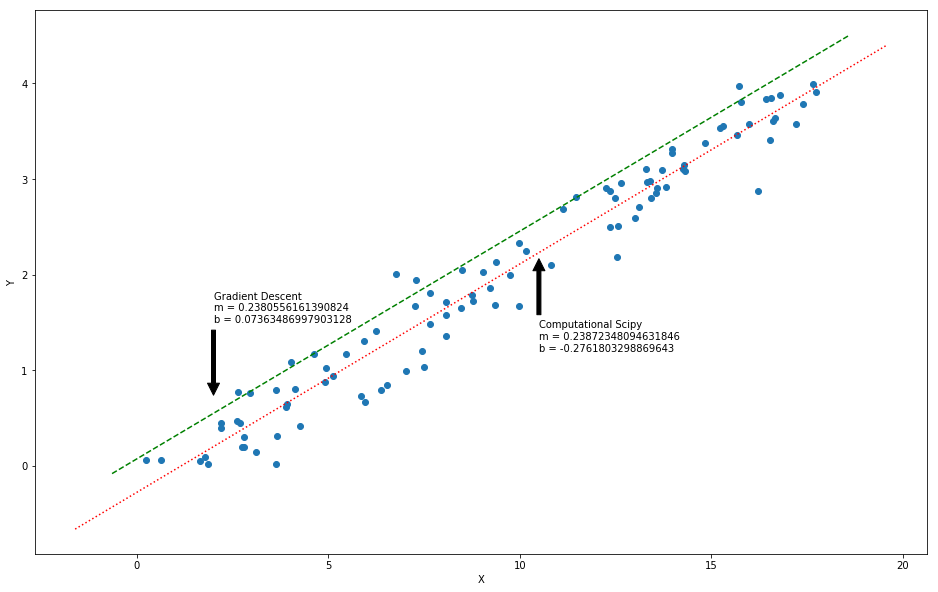 4
3
2
1
0
Y
Gradient Descent
m = 0.2380556161390824
b = 0.07363486997903128
Computational Scipy
m = 0.23872348094631846
b = -0.2761803298869643
0
5
10
15
20
X